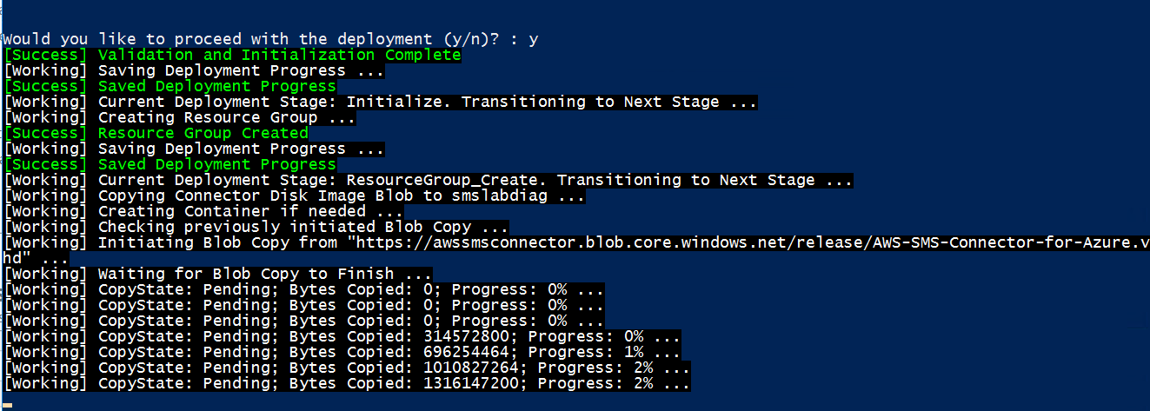 Would you like to proceed with the deployment (y/n)? : y
[Success] Validation and Initialization Complete
[Working] Saving Deployment Progress ...
[Success] Saved Deployment Progress
[Working] Current Deployment Stage: Initialize. Transitioning to Next Stage ...
[Working] Creating Resource Group ...
[Success] Resource Group Created
[Working] Saving Deployment Progress ...
[Success] Saved Deployment Progress
[Working] Current Deployment Stage: ResourceGroup_Create. Transitioning to Next Stage ...
[Working] Copying Connector Disk Image Blob to smslabdiag ...
[Working] Creating Container if needed ...
[Working] Checking previously initiated Blob Copy ...
[Working] Initiating Blob Copy from "https://awssmsconnector.blob.core.windows.net/release/AWS-SMS-Connector-for-Azure.v
hd" ...
[Working] Waiting for Blob Copy to Finish ...
[Working] CopyState: Pending; Bytes Copied: 0; Progress: 0% ...
[Working] CopyState: Pending; Bytes Copied: 0; Progress: 0% ...
[Working] CopyState: Pending; Bytes Copied: 0; Progress: 0% ...
[Working] CopyState: Pending; Bytes Copied: 314572800; Progress: 0% ...
[Working] CopyState: Pending; Bytes Copied: 696254464; Progress: 1% ...
[Working] CopyState: Pending; Bytes Copied: 1010827264; Progress: 2% ...
[Working] CopyState: Pending; Bytes Copied: 1316147200; Progress: 2% ...